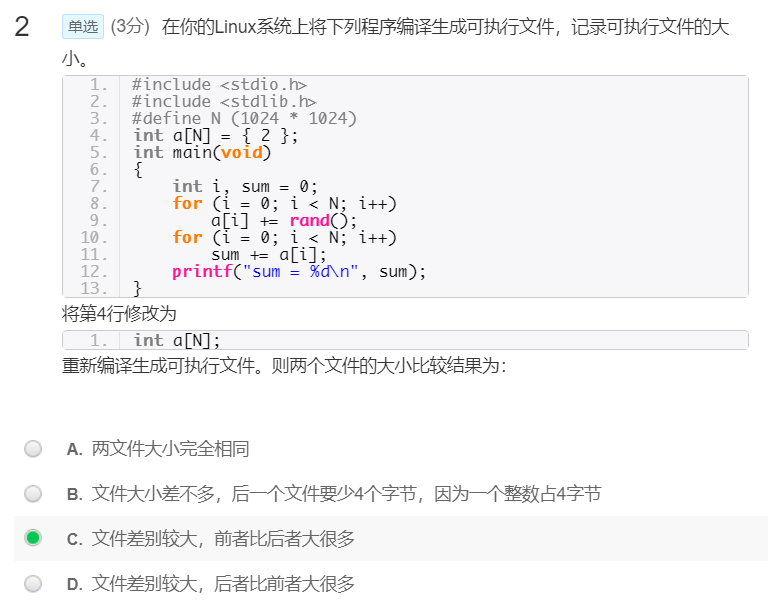 2 单选 (3分) 在你的Linux系统上将下列程序编译生成可执行文件，记录可执行文件的大
小。
1. #include <stdio.h>
2. #include <stdlib.h>
3. #define N (1024 * 1024)
4. int a[N] = { 2 };
5. int main(void)
6. {
7. int i, sum = 0;
8. for (i = 0; i < N; i++)
9. a[i] += rand();
10. for (i = 0; i < N; i++)
11. sum += a[i];
12. printf("sum = %d\n", sum);
13. }
将第4行修改为
1. int a[N];
重新编译生成可执行文件。则两个文件的大小比较结果为：
A. 两文件大小完全相同
B. 文件大小差不多，后一个文件要少4个字节，因为一个整数占4字节
C. 文件差别较大，前者比后者大很多
D. 文件差别较大，后者比前者大很多